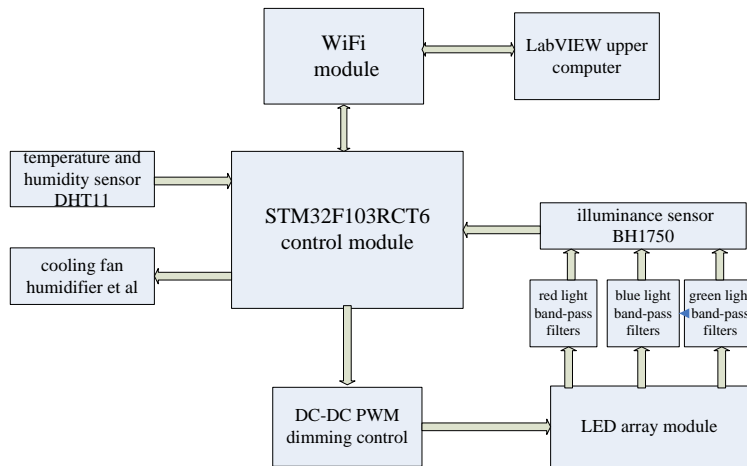 WiFi
module
LabVIEW upper
computer
temperature and
humidity sensor
DHT11
STM32F103RCT6
control module
illuminance sensor
BH1750
cooling fan
humidifier et al
red light
band-pass
filters
blue light
band-pass
filters
green light
band-pass
filters
DC-DC PWM
dimming control
LED array module